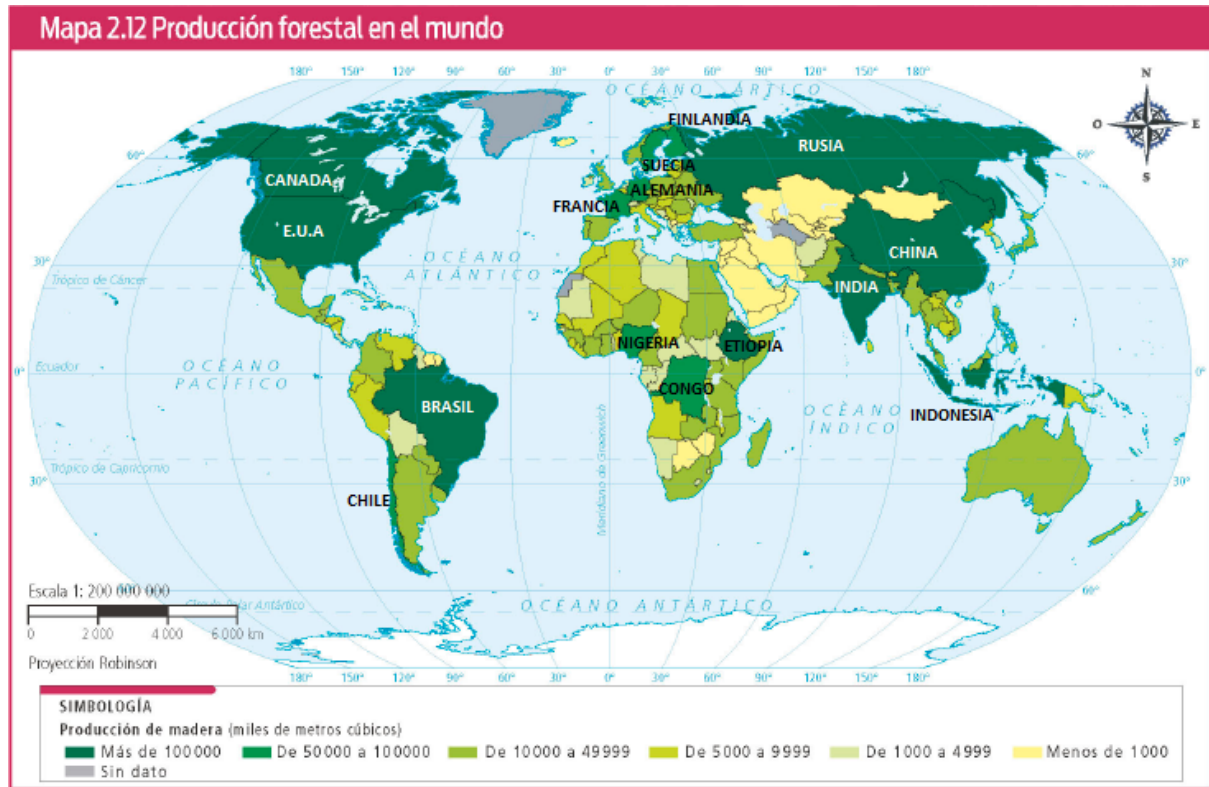 Mapa 2.12 Producción forestal en el mundo
180° 150° 120° 90° 60° 0° 30° 60° 90° 120° 150° 180°
OCÉANO ÁRTICO
N
O E
S
FINLANDIA
RUSIA
60° 60°
SUECIA
CANADA
ALEMANIA
FRANCIA
E.U.A
OCÉANO
ATLÁNTICO
CHINA
30° 30°
Trópico de Cáncer
INDIA
NIGERIA
ETIOPIA
OCÉANO
PACÍFICO
Ecuador
0° 0°
CONGO
BRASIL
OCÈANO
ÍNDICO
INDONESIA
Trópico de Capricornio
30° 30°
CHILE
Meridiano de Greenwich
Escala 1: 200 000 000
60°
Círculo Polar Antártico
OCÉANO ANTÁRTICO
0 2 000 4 000 6 000 km
Proyección Robinson
180° 150° 120° 90° 60° 30° 0° 30° 60° 90° 120° 150° 180°
SIMBOLOGÍA
Producción de madera (miles de metros cúbicos)
Más de 100 000 De 50 000 a 100 000 De 10 000 a 49 999 De 5 000 a 9 999 De 1 000 a 4 999 Menos de 1 000
Sin dato